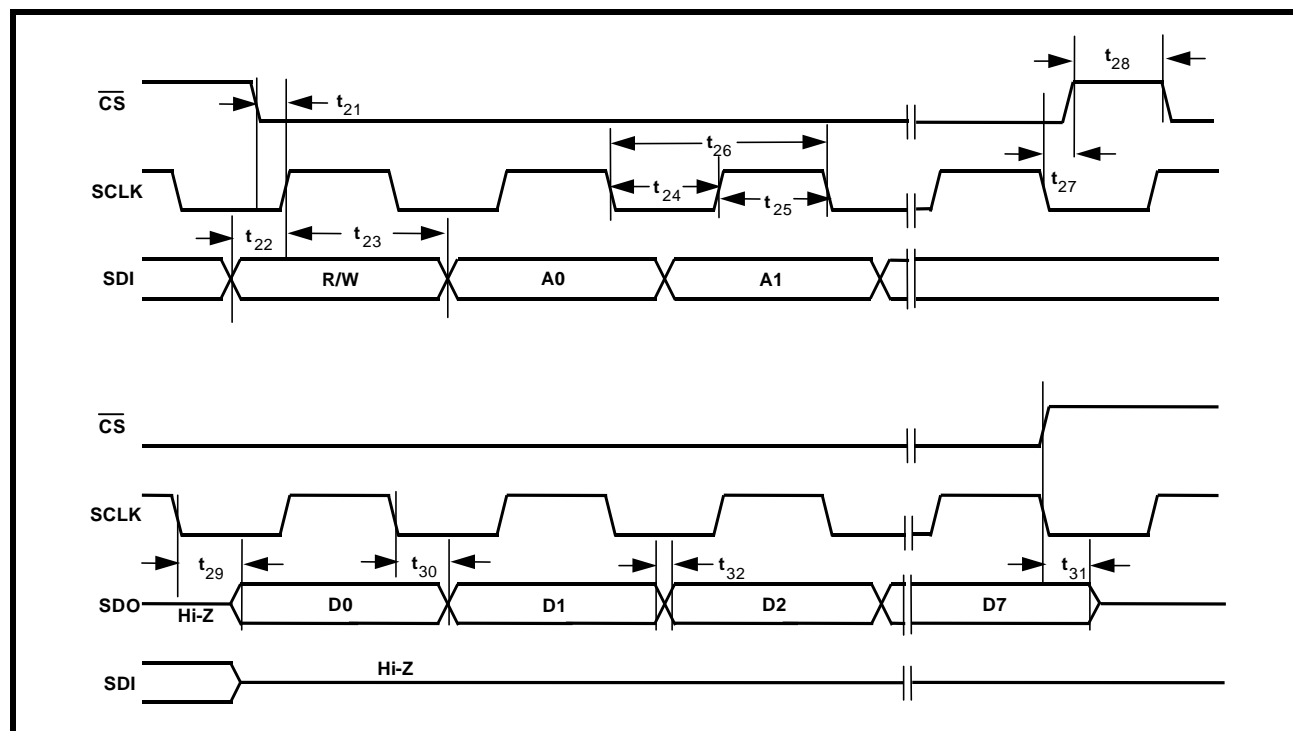 t28
CS
t21
t26
t27
SCLK
t24
t25
t22
t23
SDI
R/W
A0
A1
CS
SCLK
t29
t30
t32
t31
SDO
Hi-Z
D0
D1
D2
D7
Hi-Z
SDI